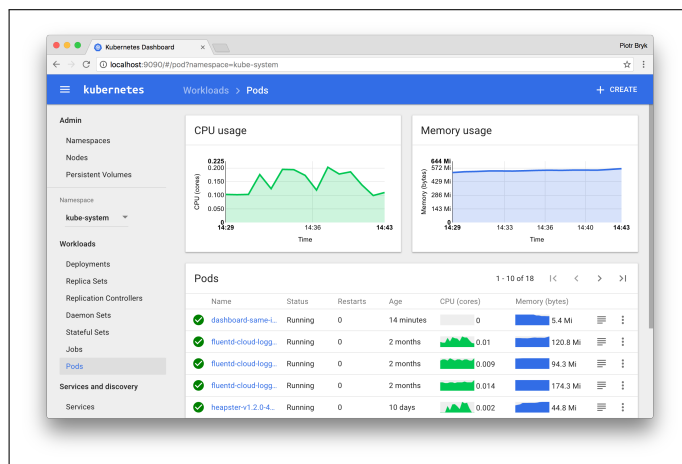 Kubernetes Dashboard
Piotr Bryk
localhost:9090/#/pod?namespace=kube-system
kubernetes Workloads > Pods + CREATE
Admin
Namespaces
Nodes
Persistent Volumes
Namespace
kube-system
Workloads
Deployments
Replica Sets
Replication Controllers
Daemon Sets
Stateful Sets
Jobs
Pods
Services and discovery
Services
CPU usage
CPU (cores)
0.225
0.200
0.150
0.100
0.050
0
14:29 14:36 14:43
Time
Memory usage
Memory (bytes)
644 Mi
572 Mi
429 Mi
286 Mi
143 Mi
0
14:29 14:33 14:36 14:40 14:43
Time
Pods 1 - 10 of 18
Name Status Restarts Age CPU (cores) Memory (bytes)
dashboard-same-i... Running 0 14 minutes 0 5.4 Mi
fluentd-cloud-logg... Running 0 2 months 0.01 120.8 Mi
fluentd-cloud-logg... Running 0 2 months 0.009 94.3 Mi
fluentd-cloud-logg... Running 0 2 months 0.014 174.3 Mi
heapster-v1.2.0-4... Running 0 10 days 0.002 44.8 Mi